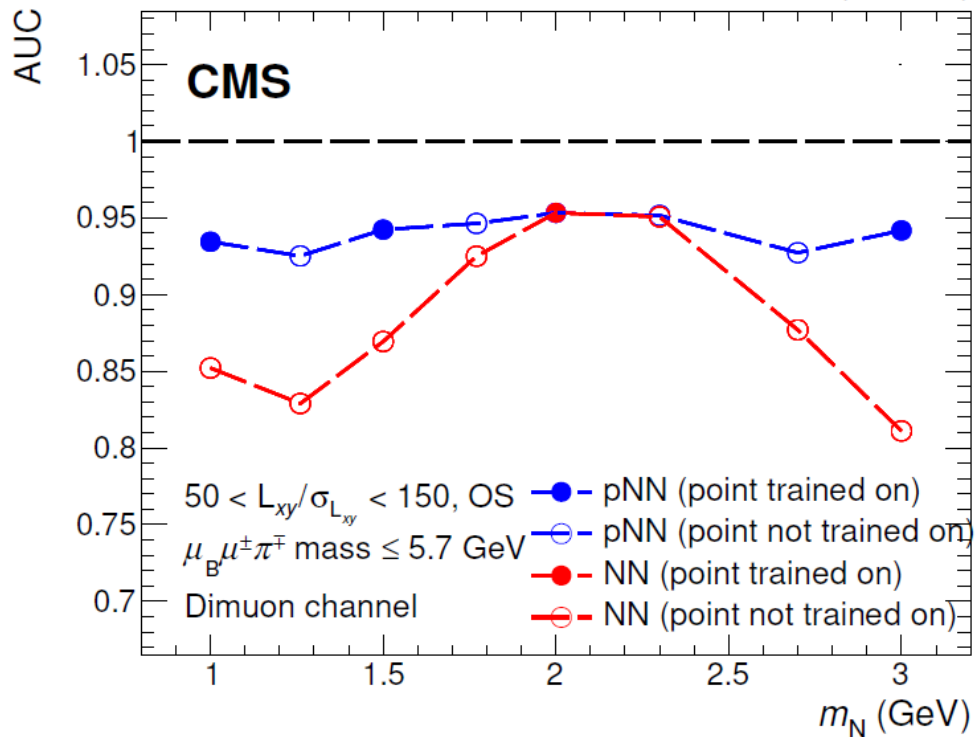 AUC
CMS
1.05
1
0.95
0.9
0.85
0.8
0.75
0.7
50 < L_xy/σ_L_xy < 150, OS
μ_B μ^± π^∓ mass ≤ 5.7 GeV
Dimuon channel
pNN (point trained on)
pNN (point not trained on)
NN (point trained on)
NN (point not trained on)
1 1.5 2 2.5 3
m_N (GeV)